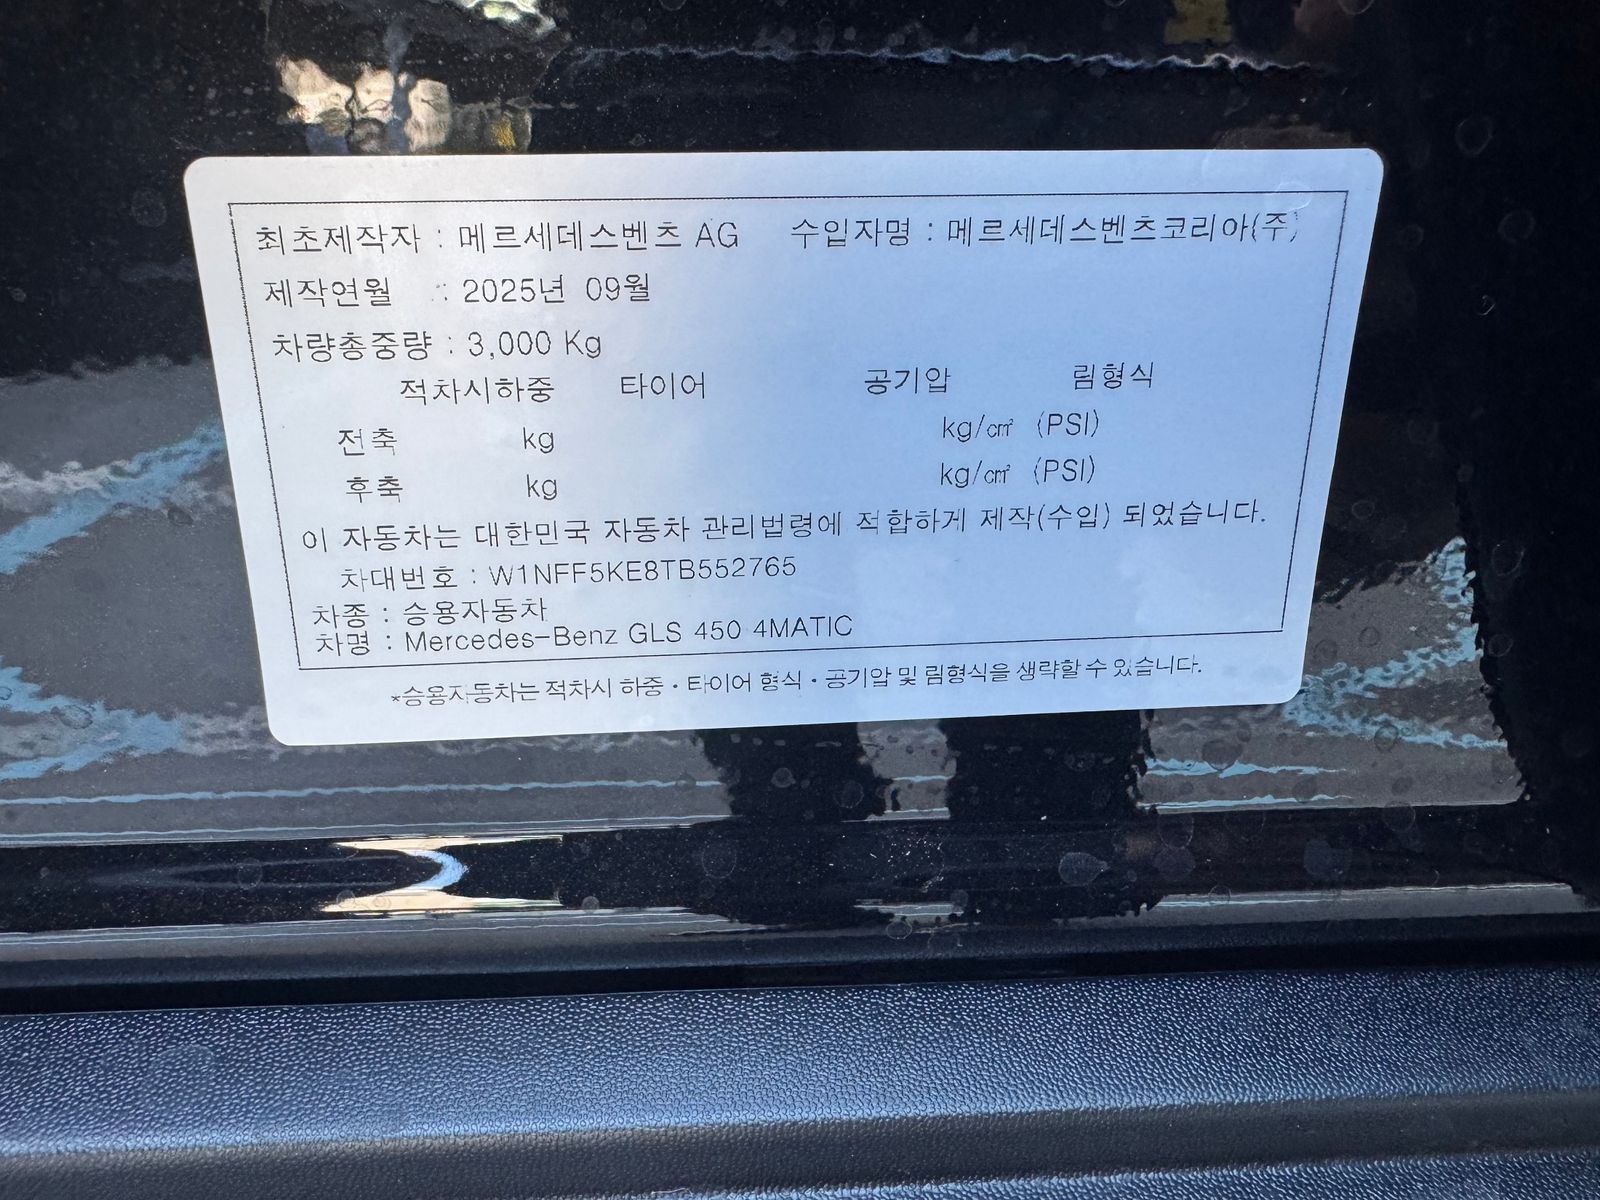 최초제작자 : 메르세데스벤츠 AG 수입자명 : 메르세데스벤츠코리아(주)
제작연월 : 2025년 09월
차량총중량 : 3,000 Kg
적차시하중 타이어 공기압 림형식
전축 kg kg/㎠ (PSI)
후축 kg kg/㎠ (PSI)
이 자동차는 대한민국 자동차 관리법령에 적합하게 제작(수입) 되었습니다.
차대번호 : W1NFF5KE8TB552765
차종 : 승용자동차
차명 : Mercedes-Benz GLS 450 4MATIC
*승용자동차는 적차시 하중・타이어 형식・공기압 및 림형식을 생략할 수 있습니다.